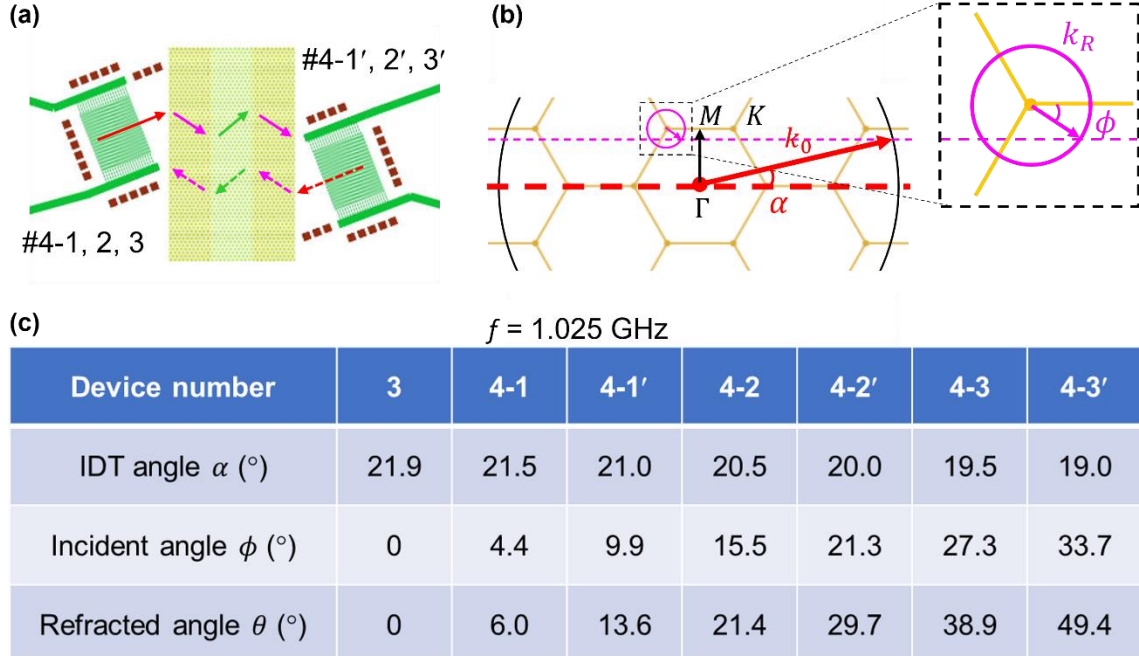 (a)
#4-1′, 2′, 3′
#4-1, 2, 3
(b)
M
K
k₀
Γ
α
k_R
ϕ
(c)
f = 1.025 GHz
Device number 3 4-1 4-1′ 4-2 4-2′ 4-3 4-3′
IDT angle α (°) 21.9 21.5 21.0 20.5 20.0 19.5 19.0
Incident angle ϕ (°) 0 4.4 9.9 15.5 21.3 27.3 33.7
Refracted angle θ (°) 0 6.0 13.6 21.4 29.7 38.9 49.4